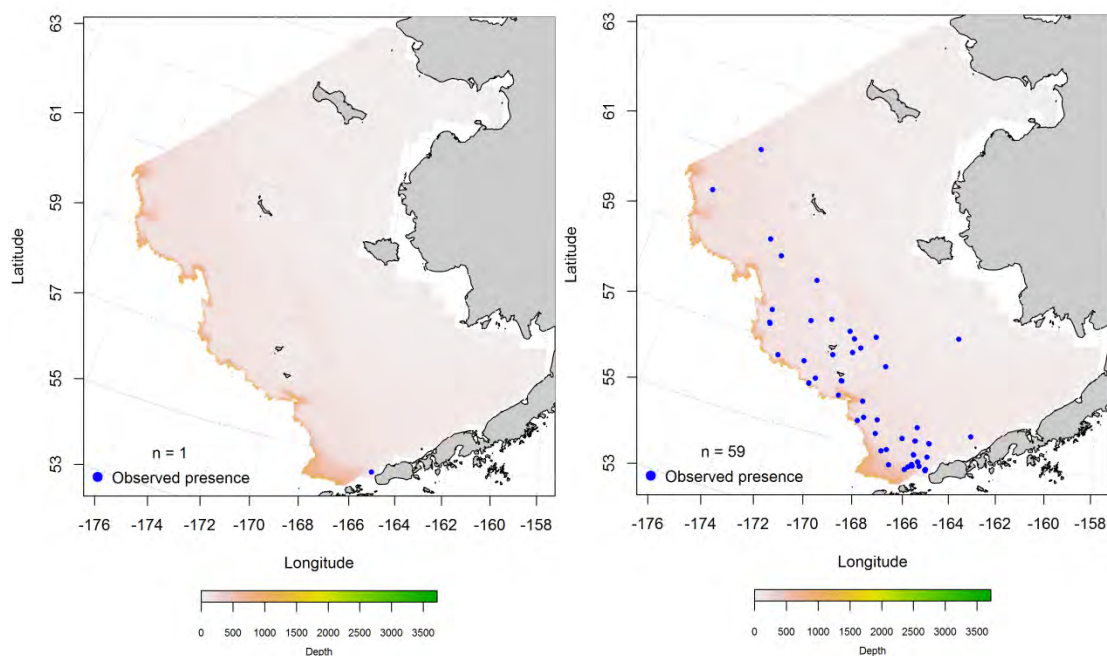 63
61
59
57
55
53
Latitude
n = 1
Observed presence
-176 -174 -172 -170 -168 -166 -164 -162 -160 -158
Longitude
0 500 1000 1500 2000 2500 3000 3500
Depth
63
61
59
57
55
53
Latitude
n = 59
Observed presence
-176 -174 -172 -170 -168 -166 -164 -162 -160 -158
Longitude
0 500 1000 1500 2000 2500 3000 3500
Depth